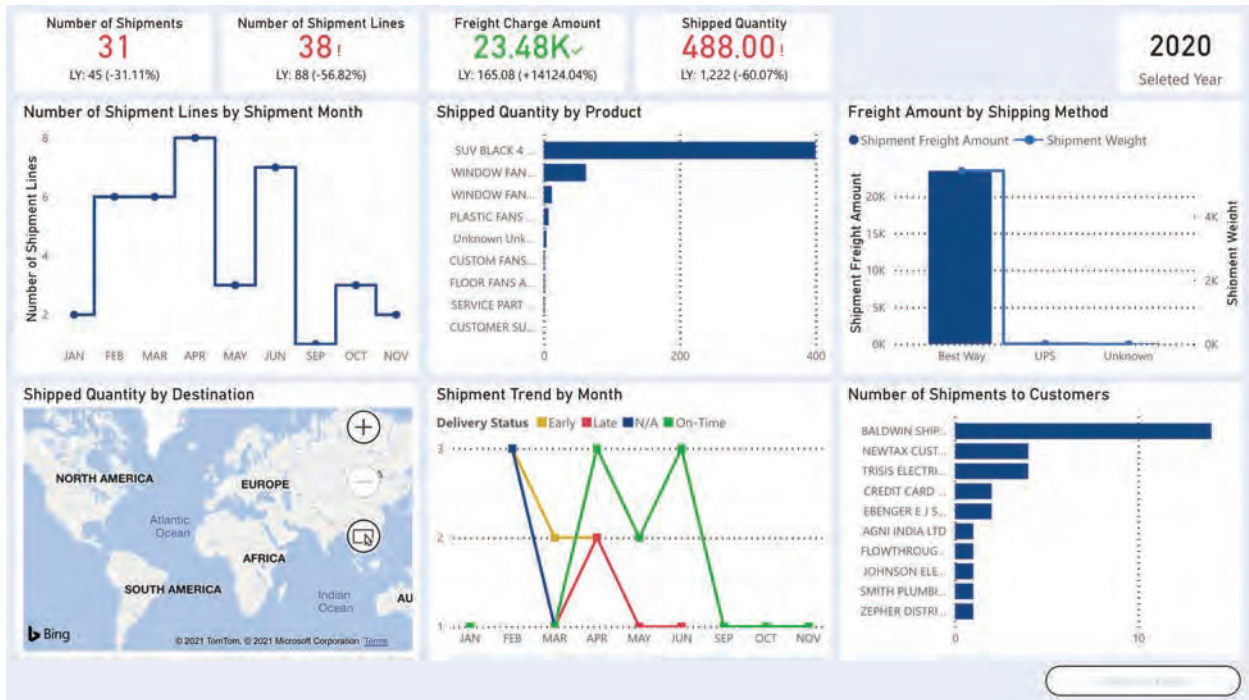 Number of Shipments
31
LY: 45 (-31.11%)
Number of Shipment Lines
38!
LY: 88 (-56.82%)
Freight Charge Amount
23.48K✓
LY: 165.08 (+14124.04%)
Shipped Quantity
488.00!
LY: 1,222 (-60.07%)
2020
Seleted Year
Number of Shipment Lines by Shipment Month
Number of Shipment Lines
8
6
4
2
JAN FEB MAR APR MAY JUN SEP OCT NOV
Shipped Quantity by Product
SUV BLACK 4 ...
WINDOW FAN...
WINDOW FAN...
PLASTIC FANS ...
Unknown Unk...
CUSTOM FANS...
FLOOR FANS A...
SERVICE PART ...
CUSTOMER SU...
0 200 400
Freight Amount by Shipping Method
Shipment Freight Amount Shipment Weight
Shipment Freight Amount
20K
15K
10K
5K
0K
4K
2K
0K
Shipment Weight
Best Way UPS Unknown
Shipped Quantity by Destination
NORTH AMERICA
EUROPE
Atlantic
Ocean
AFRICA
SOUTH AMERICA
Indian
Ocean
AU
Bing
© 2021 TomTom, © 2021 Microsoft Corporation Terms
Shipment Trend by Month
Delivery Status Early Late N/A On-Time
3
2
1
JAN FEB MAR APR MAY JUN SEP OCT NOV
Number of Shipments to Customers
BALDWIN SHIP...
NEWTAX CUST...
TRISIS ELECTRI...
CREDIT CARD ...
EBENGER E J S...
AGNI INDIA LTD
FLOWTHROUG...
JOHNSON ELE...
SMITH PLUMBI...
ZEPHER DISTRI...
0 10